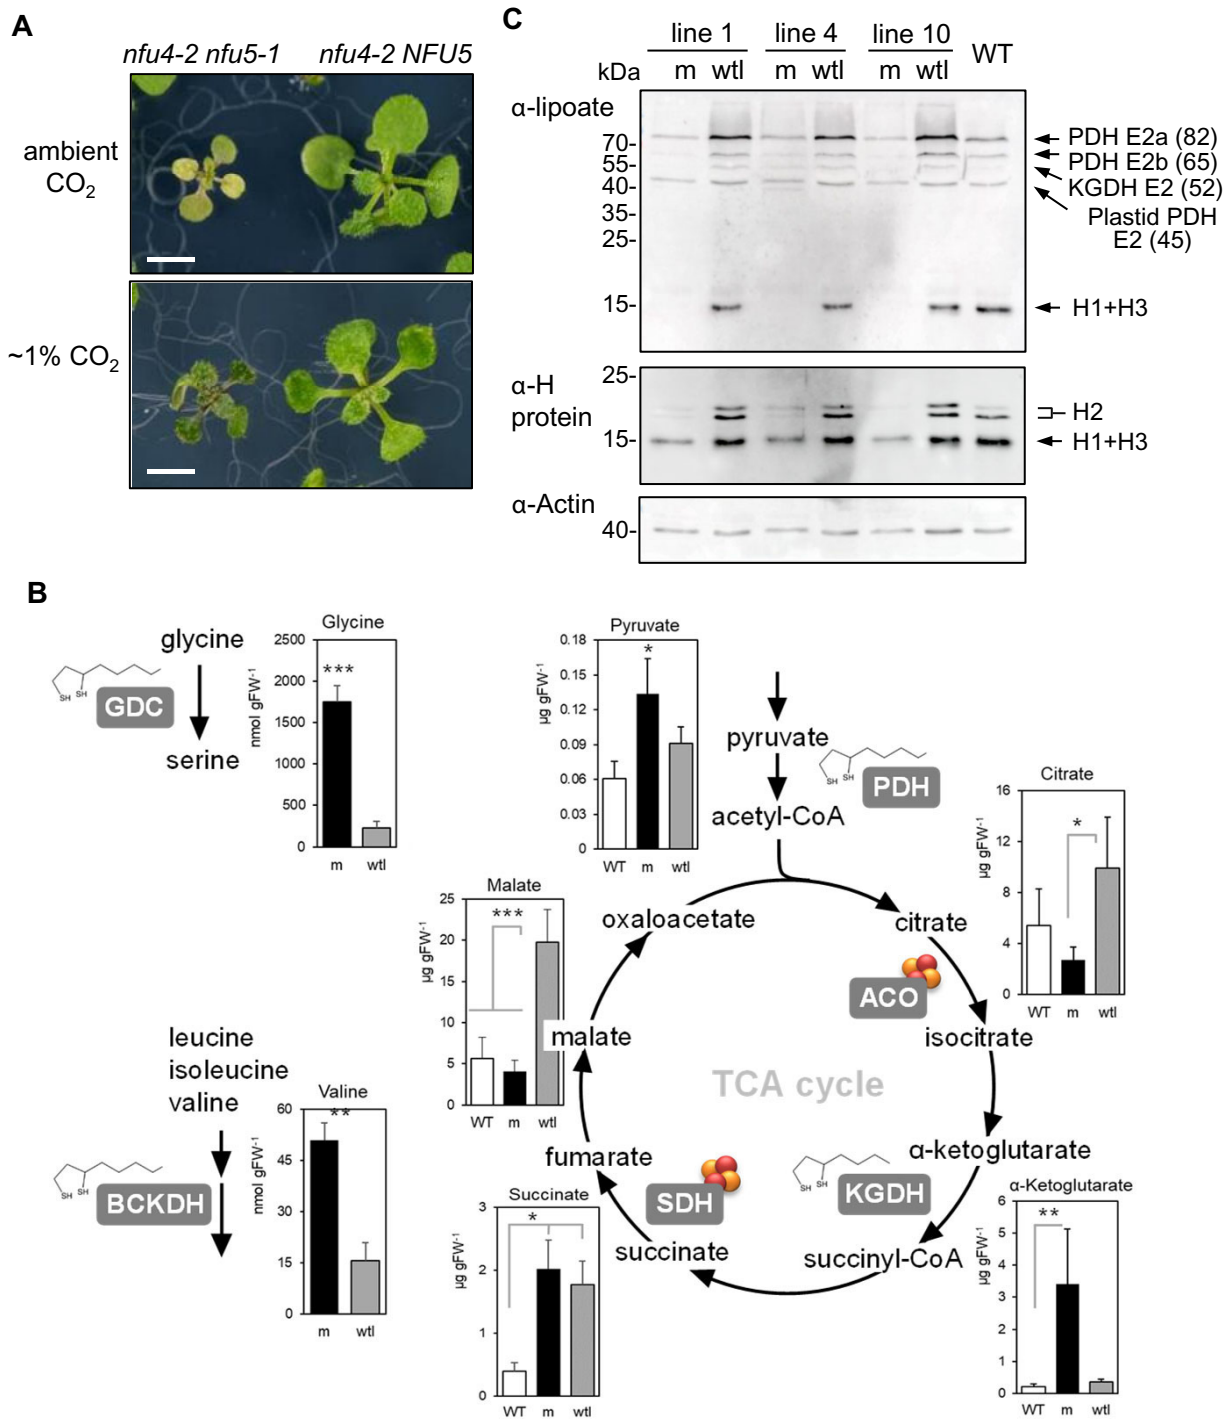 A
nfu4-2 nfu5-1 nfu4-2 NFU5
ambient
CO2
~1% CO2
C
line 1 line 4 line 10 WT
kDa m wtl m wtl m wtl
α-lipoate
70-
55-
40-
35-
25-
15-
PDH E2a (82)
PDH E2b (65)
KGDH E2 (52)
Plastid PDH
E2 (45)
H1+H3
α-H
protein
25-
15-
H2
H1+H3
α-Actin
40-
B
glycine
SH SH
GDC
serine
Glycine
nmol gFW-1
2500
2000
1500
1000
500
0
***
m wtl
Pyruvate
µg gFW-1
0.18
0.15
0.12
0.09
0.06
0.03
0
*
WT m wtl
pyruvate
SH SH
PDH
acetyl-CoA
Citrate
µg gFW-1
16
12
8
4
0
*
WT m wtl
Malate
µg gFW-1
25
20
15
10
5
0
***
WT m wtl
oxaloacetate
citrate
ACO
isocitrate
malate
TCA cycle
leucine
isoleucine
valine
SH SH
BCKDH
Valine
nmol gFW-1
60
45
30
15
0
**
m wtl
fumarate
SDH
succinate
SH SH
KGDH
α-ketoglutarate
succinyl-CoA
Succinate
µg gFW-1
3
2
1
0
*
WT m wtl
α-Ketoglutarate
µg gFW-1
6
5
4
3
2
1
0
**
WT m wtl